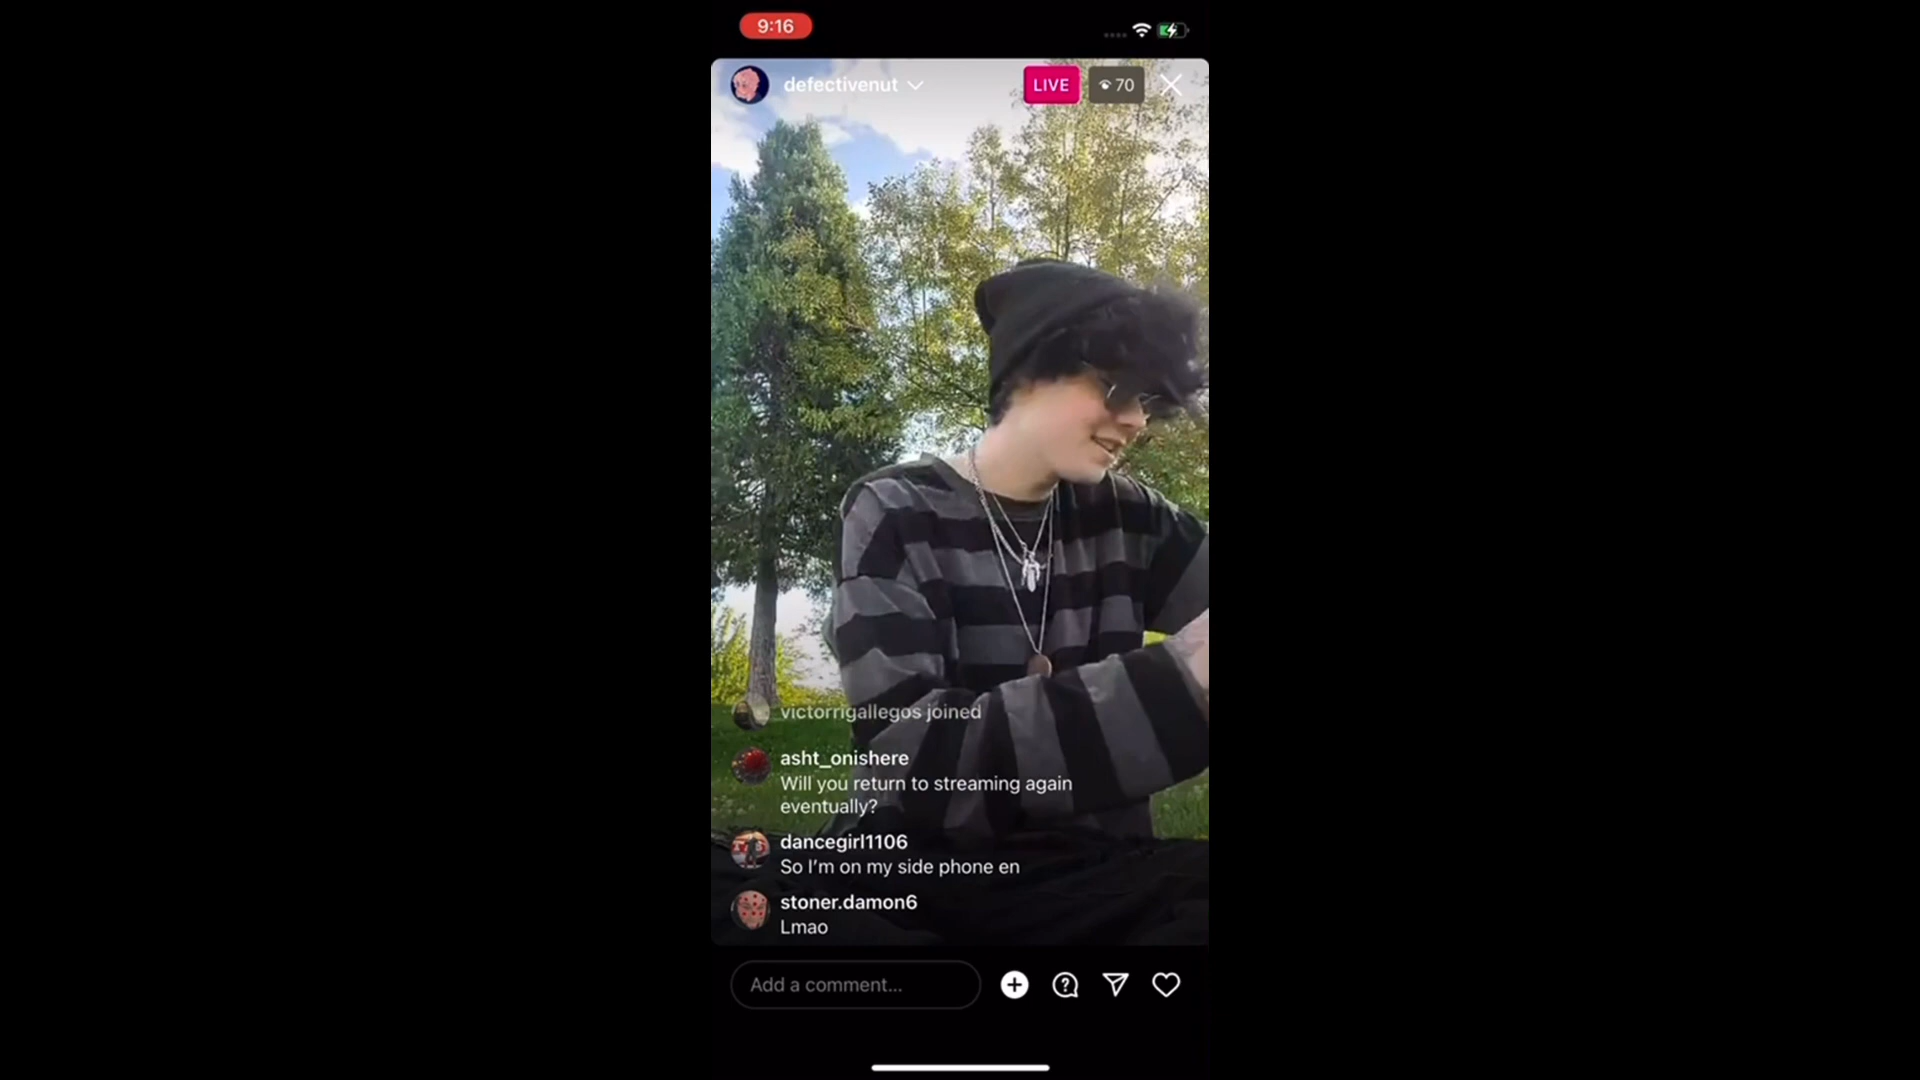 9:16
defectivenut
LIVE
70
victorrigallegos joined
asht_onishere
Will you return to streaming again
eventually?
dancegirl1106
So I'm on my side phone en
stoner.damon6
Lmao
Add a comment...